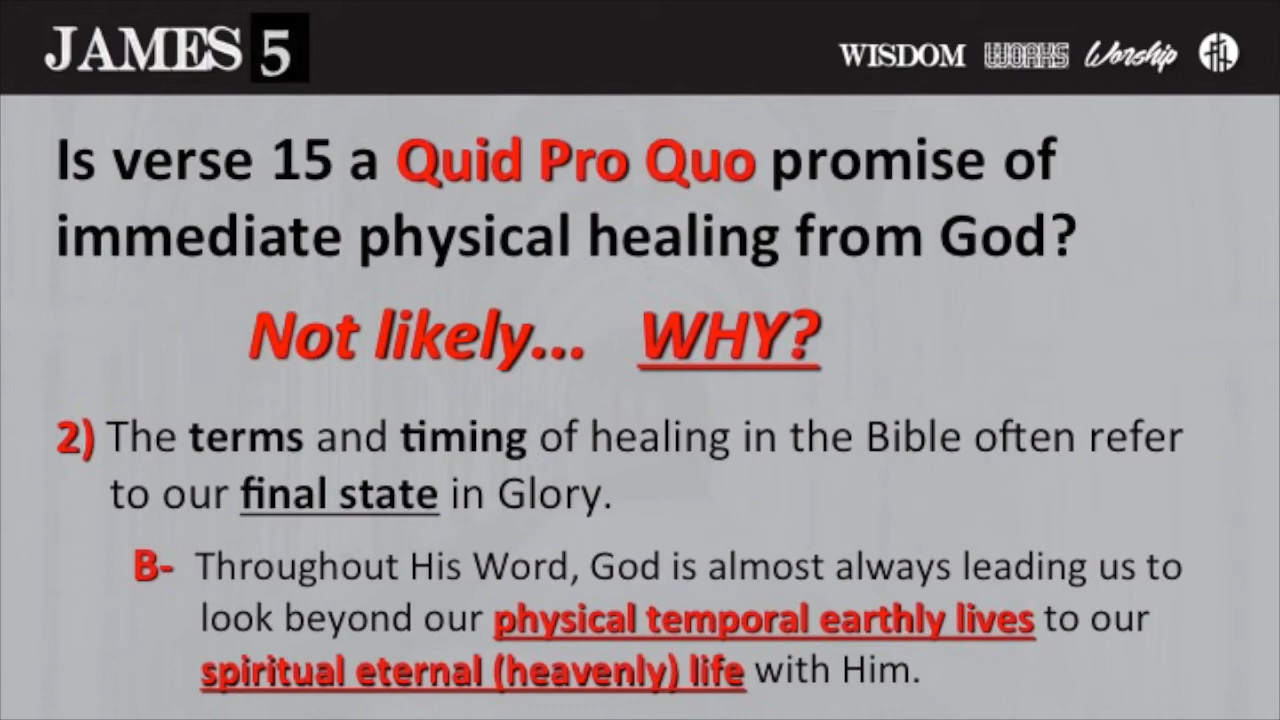 JAMES 5
WISDOM WORKS Worship
Is verse 15 a Quid Pro Quo promise of
immediate physical healing from God?
Not likely... WHY?
2) The terms and timing of healing in the Bible often refer
to our final state in Glory.
B- Throughout His Word, God is almost always leading us to
look beyond our physical temporal earthly lives to our
spiritual eternal (heavenly) life with Him.